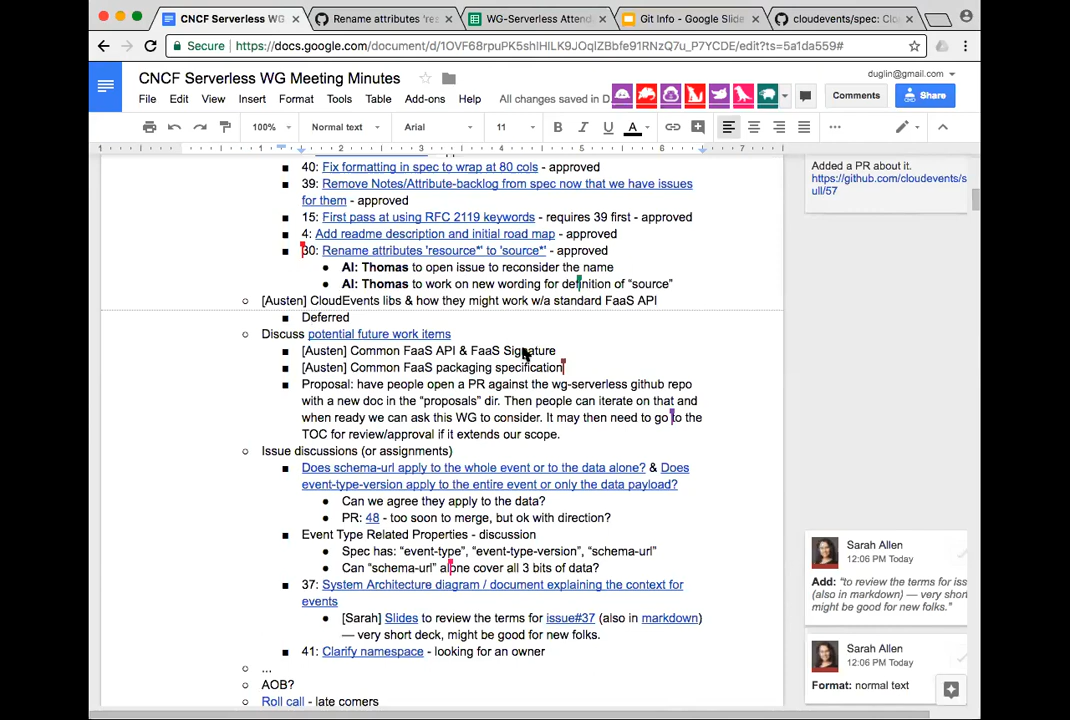 CNCF Serverless WG
Rename attributes 'res
WG-Serverless Attend
Git Info - Google Slide
cloudevents/spec: Clo
Secure
https://docs.google.com/document/d/1OVF68rpuPK5shlHlLK9JOqlZBbfe91RNzQ7u_P7YCDE/edit?ts=5a1da559#
duglin@gmail.com
CNCF Serverless WG Meeting Minutes
File Edit View Insert Format Tools Table Add-ons Help All changes saved in D
Comments
Share
100% Normal text Arial 11 B I U A
1 1 2 3 4 5 6 7
40: Fix formatting in spec to wrap at 80 cols - approved
39: Remove Notes/Attribute-backlog from spec now that we have issues
for them - approved
15: First pass at using RFC 2119 keywords - requires 39 first - approved
4: Add readme description and initial road map - approved
30: Rename attributes 'resource*' to 'source*' - approved
AI: Thomas to open issue to reconsider the name
AI: Thomas to work on new wording for definition of “source”
[Austen] CloudEvents libs & how they might work w/a standard FaaS API
Deferred
Discuss potential future work items
[Austen] Common FaaS API & FaaS Signature
[Austen] Common FaaS packaging specification
Proposal: have people open a PR against the wg-serverless github repo
with a new doc in the “proposals” dir. Then people can iterate on that and
when ready we can ask this WG to consider. It may then need to go to the
TOC for review/approval if it extends our scope.
Issue discussions (or assignments)
Does schema-url apply to the whole event or to the data alone? & Does
event-type-version apply to the entire event or only the data payload?
Can we agree they apply to the data?
PR: 48 - too soon to merge, but ok with direction?
Event Type Related Properties - discussion
Spec has: “event-type”, “event-type-version”, “schema-url”
Can “schema-url” alone cover all 3 bits of data?
37: System Architecture diagram / document explaining the context for
events
[Sarah] Slides to review the terms for issue#37 (also in markdown)
— very short deck, might be good for new folks.
41: Clarify namespace - looking for an owner
...
AOB?
Roll call - late comers
Added a PR about it.
https://github.com/cloudevents/s
ull/57
Sarah Allen
12:06 PM Today
Add: “to review the terms for iss
(also in markdown) — very short
might be good for new folks.”
Sarah Allen
12:06 PM Today
Format: normal text